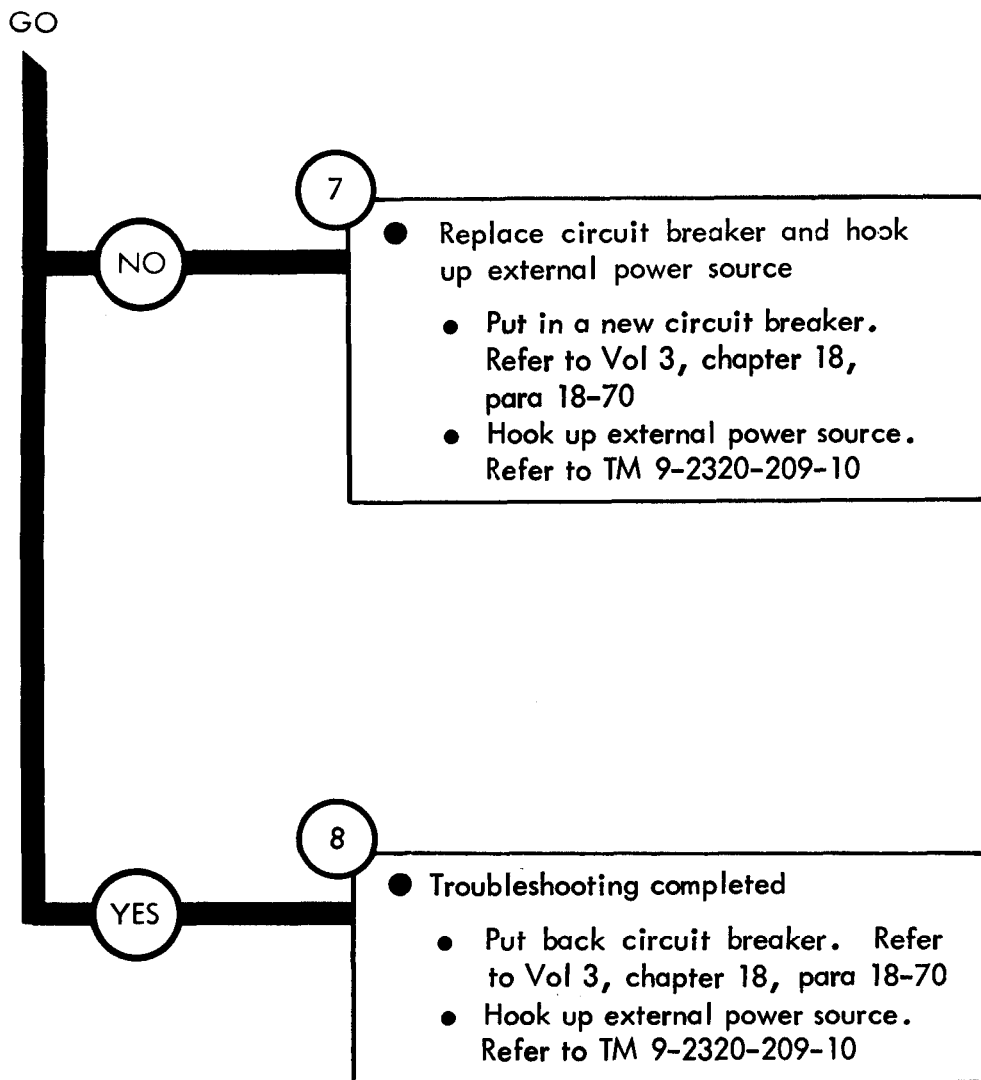 GO
7
NO
● Replace circuit breaker and hook
up external power source
● Put in a new circuit breaker.
Refer to Vol 3, chapter 18,
para 18-70
● Hook up external power source.
Refer to TM 9-2320-209-10
8
YES
● Troubleshooting completed
● Put back circuit breaker. Refer
to Vol 3, chapter 18, para 18-70
● Hook up external power source.
Refer to TM 9-2320-209-10